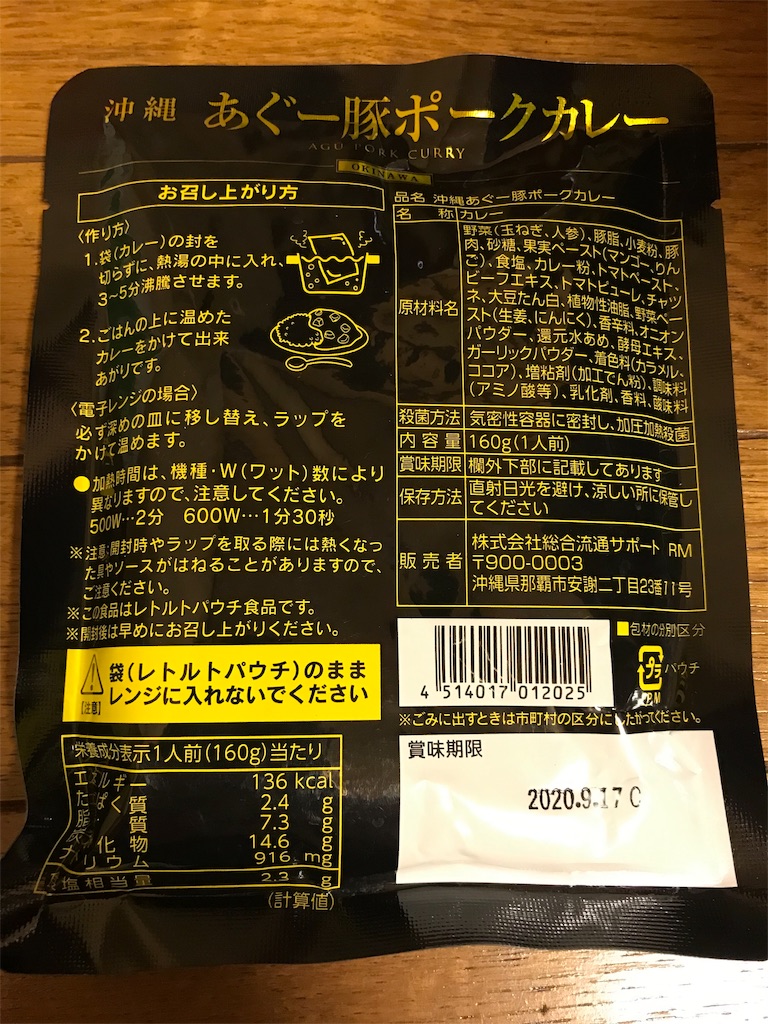 沖縄 あぐー豚ポークカレー
AGU PORK CURRY
OKINAWA
お召し上がり方
〈作り方〉
1.袋(カレー)の封を
切らずに、熱湯の中に入れ、
3〜5分沸騰させます。
2.ごはんの上に温めた
カレーをかけて出来
あがりです。
〈電子レンジの場合〉
必ず深めの皿に移し替え、ラップを
かけて温めます。
●加熱時間は、機種・W(ワット)数により
異なりますので、注意してください。
500W…2分 600W…1分30秒
※注意:開封時やラップを取る際には熱くなっ
た具やソースがはねることがありますので、
ご注意ください。
※この食品はレトルトパウチ食品です。
※開封後は早めにお召し上がりください。
【注意】
袋(レトルトパウチ)のまま
レンジに入れないでください
栄養成分表示1人前(160g)当たり
エネルギー 136 kcal
たんぱく質 2.4 g
脂質 7.3 g
炭水化物 14.6 g
ナトリウム 916 mg
食塩相当量 2.3 g
(計算値)
品名 沖縄あぐー豚ポークカレー
名称 カレー
原材料名
野菜(玉ねぎ、人参)、豚脂、小麦粉、豚
肉、砂糖、果実ペースト(マンゴー、りん
ご)、食塩、カレー粉、トマトペースト、
ビーフエキス、トマトピューレ、チャツ
ネ、大豆たん白、植物性油脂、野菜ペー
スト(生姜、にんにく)、香辛料、オニオン
パウダー、還元水あめ、酵母エキス、
ガーリックパウダー、着色料(カラメル、
ココア)、増粘剤(加工でん粉)、調味料
(アミノ酸等)、乳化剤、香料、酸味料
殺菌方法 気密性容器に密封し、加圧加熱殺菌
内容量 160g(1人前)
賞味期限 欄外下部に記載してあります
保存方法 直射日光を避け、涼しい所に保管し
てください
販売者
株式会社総合流通サポート RM
〒900-0003
沖縄県那覇市安謝二丁目23番11号
4 514017 012025
■包材の分別区分
プラ パウチ
※ごみに出すときは市町村の区分にしたがってください。
賞味期限
2020.9.17 C